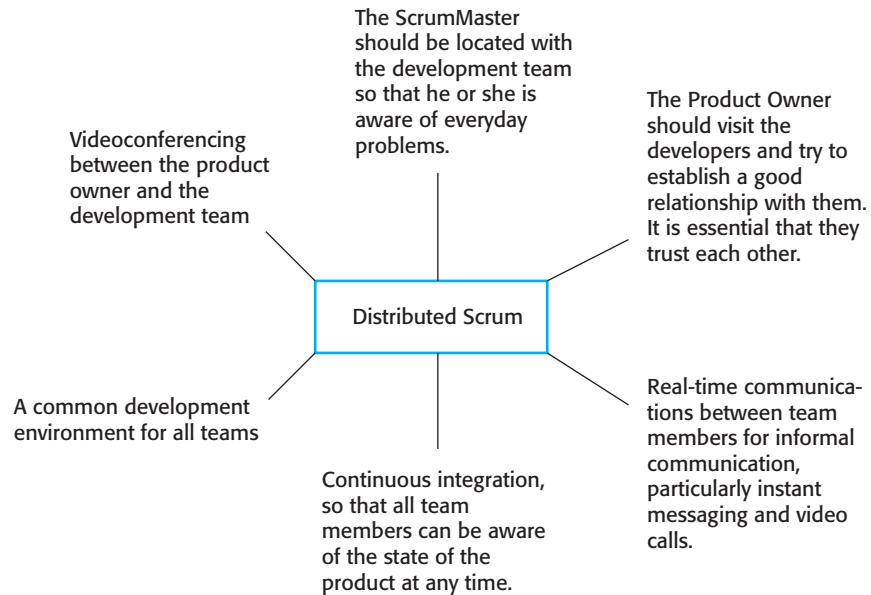 The ScrumMaster
should be located with
the development team
so that he or she is
aware of everyday
problems.
The Product Owner
should visit the
developers and try to
establish a good
relationship with them.
It is essential that they
trust each other.
Videoconferencing
between the product
owner and the
development team
Distributed Scrum
A common development
environment for all teams
Real-time communica-
tions between team
members for informal
communication,
particularly instant
messaging and video
calls.
Continuous integration,
so that all team
members can be aware
of the state of the
product at any time.